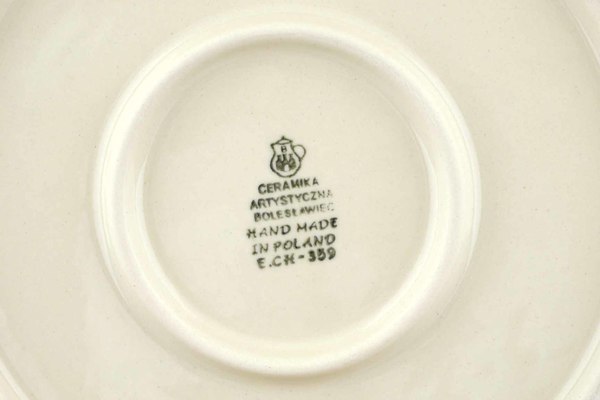 B
CERAMIKA
ARTYSTYCZNA
BOLESŁAWIEC
HAND MADE
IN POLAND
E.CH-359